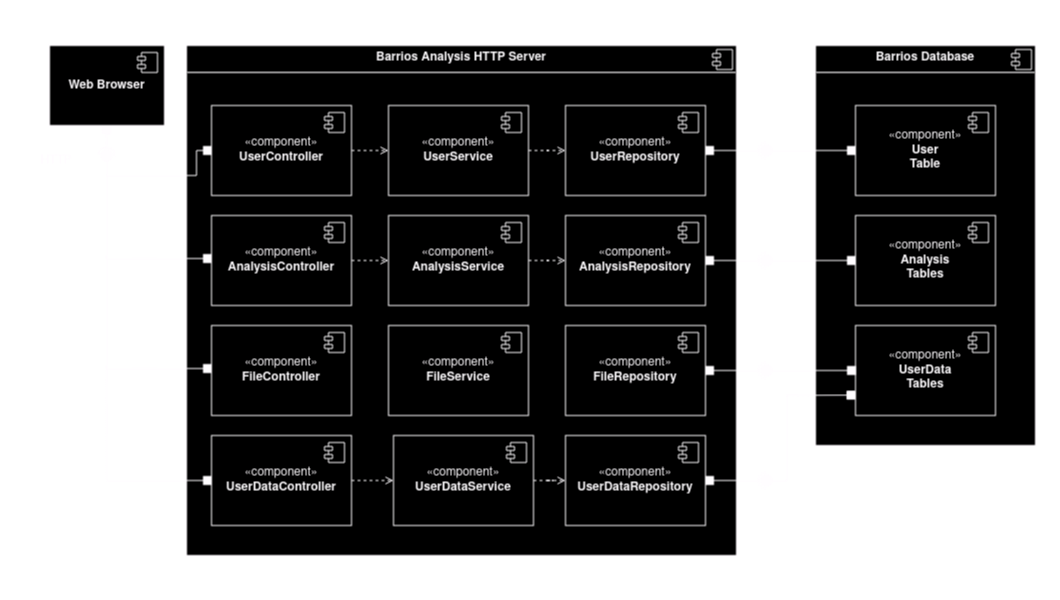 Web Browser
Barrios Analysis HTTP Server
Barrios Database
«component»
UserController
«component»
UserService
«component»
UserRepository
«component»
User
Table
«component»
AnalysisController
«component»
AnalysisService
«component»
AnalysisRepository
«component»
Analysis
Tables
«component»
FileController
«component»
FileService
«component»
FileRepository
«component»
UserData
Tables
«component»
UserDataController
«component»
UserDataService
«component»
UserDataRepository